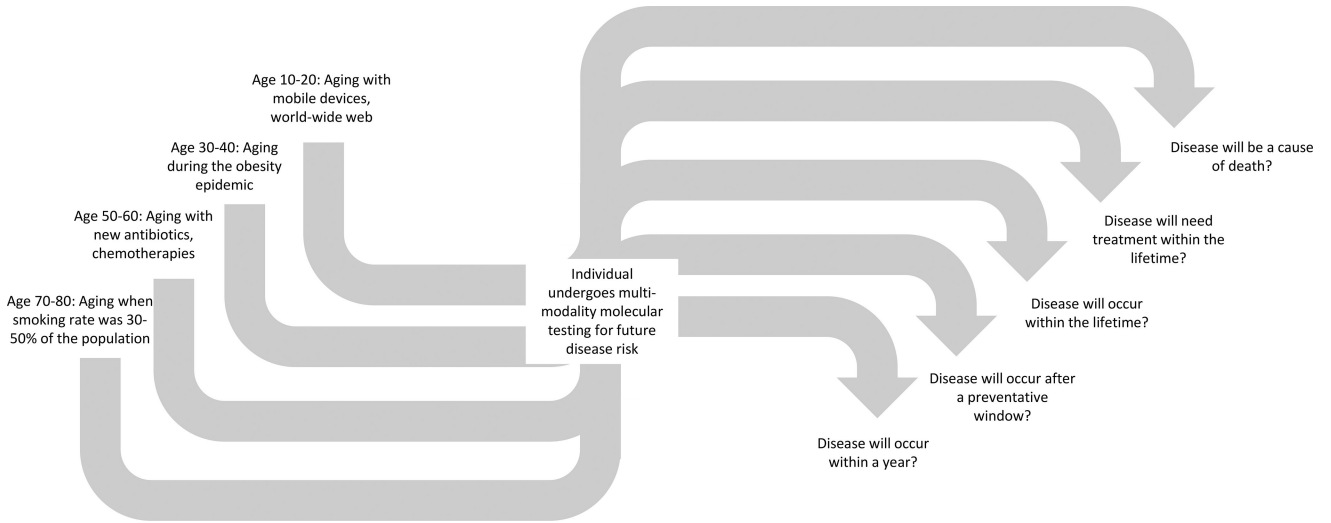 Age 10-20: Aging with
mobile devices,
world-wide web
Age 30-40: Aging
during the obesity
epidemic
Age 50-60: Aging with
new antibiotics,
chemotherapies
Age 70-80: Aging when
smoking rate was 30-
50% of the population
Individual
undergoes multi-
modality molecular
testing for future
disease risk
Disease will be a cause
of death?
Disease will need
treatment within the
lifetime?
Disease will occur
within the lifetime?
Disease will occur after
a preventative
window?
Disease will occur
within a year?